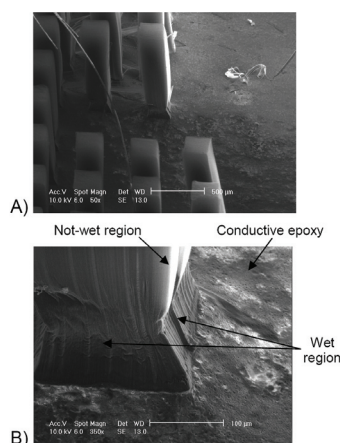 Acc.V Spot Magn Det WD 500 µm
10.0 kV 6.0 50x SE 13.0
A)
Not-wet region Conductive epoxy
Wet region
Acc.V Spot Magn Det WD 100 µm
10.0 kV 6.0 350x SE 13.0
B)